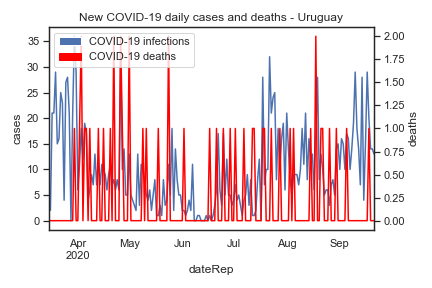 New COVID-19 daily cases and deaths - Uruguay
COVID-19 infections
COVID-19 deaths
cases
35
30
25
20
15
10
5
0
deaths
2.00
1.75
1.50
1.25
1.00
0.75
0.50
0.25
0.00
Apr May Jun Jul Aug Sep
2020
dateRep